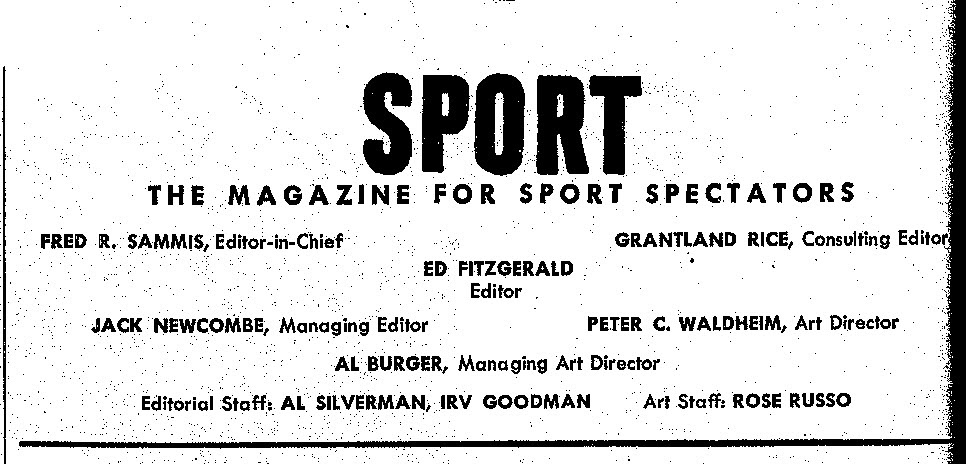 SPORT
THE MAGAZINE FOR SPORT SPECTATORS
FRED R. SAMMIS, Editor-in-Chief GRANTLAND RICE, Consulting Editor
ED FITZGERALD
Editor
JACK NEWCOMBE, Managing Editor PETER C. WALDHEIM, Art Director
AL BURGER, Managing Art Director
Editorial Staff: AL SILVERMAN, IRV GOODMAN Art Staff: ROSE RUSSO